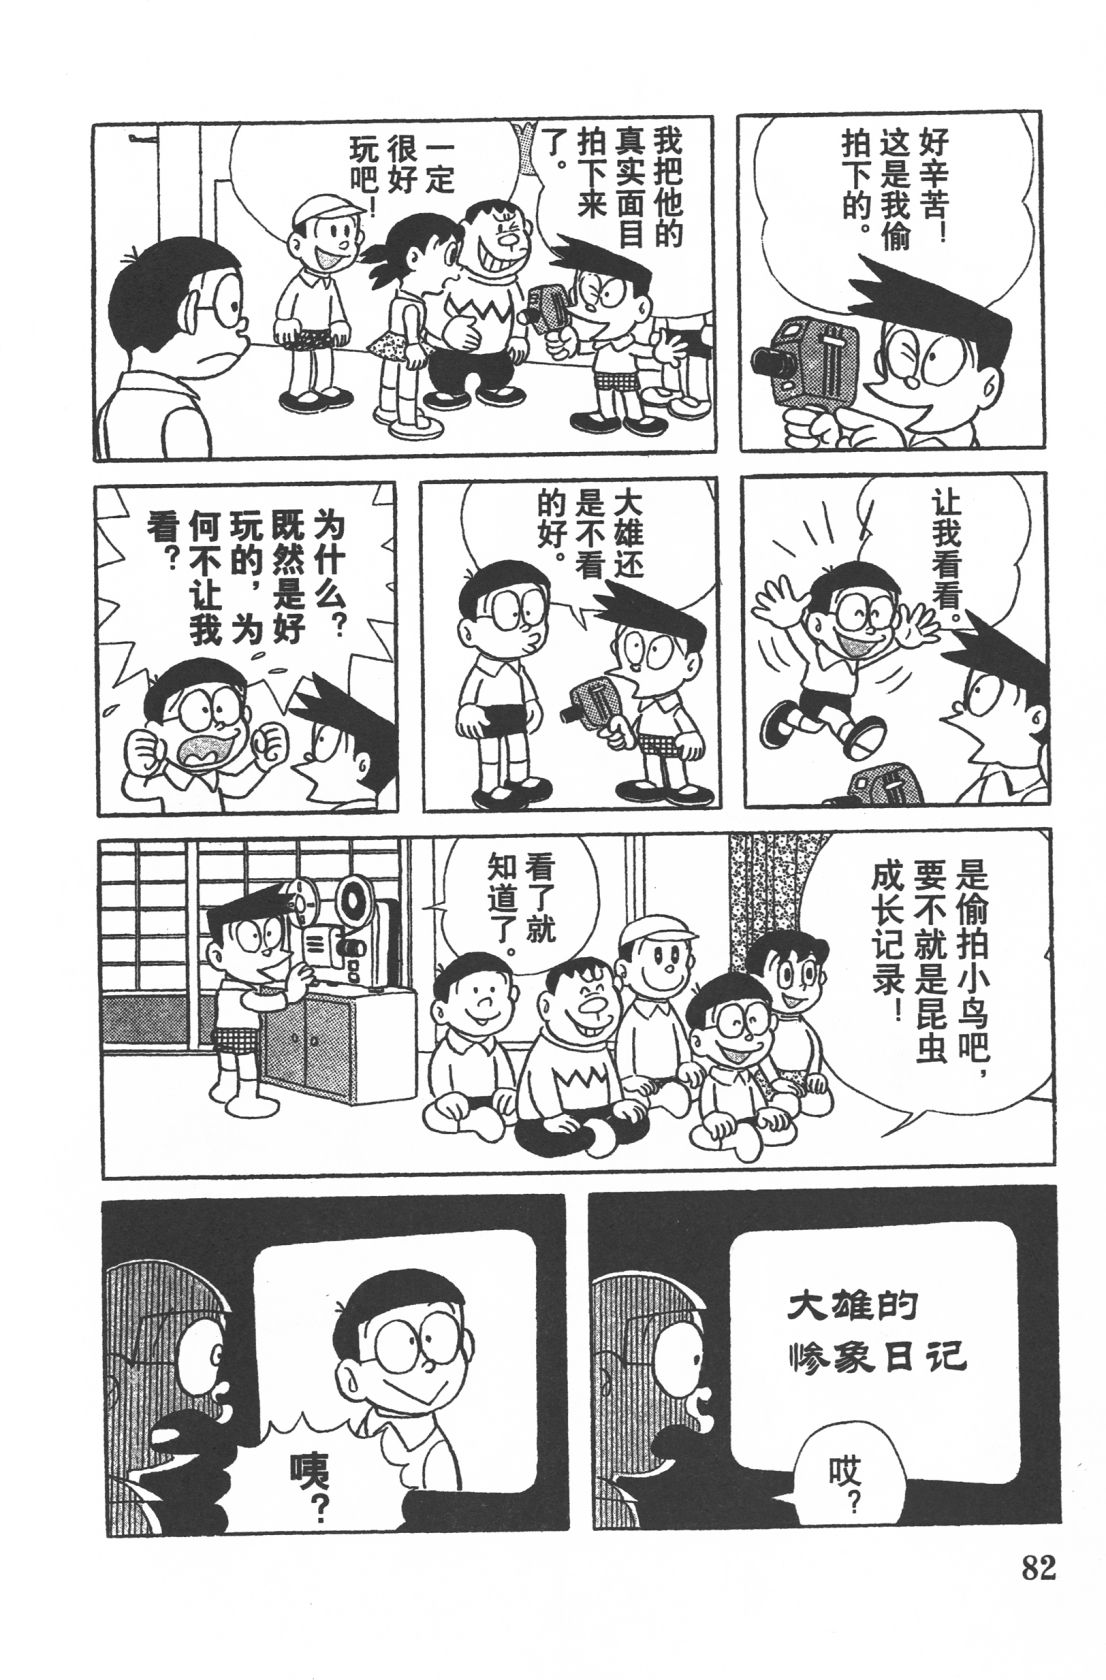 好辛苦！
这是我偷
拍下的。
我把他的
真实面目
拍下来
了。
一定
很好
玩吧！
让我看看。
大雄还
是不看
的好。
为什么？
既然是好
玩的，为
何不让我
看？
是偷拍小鸟吧，
要不就是昆虫
成长记录！
看了就
知道了。
大雄的
惨象日记
哎？
咦？
82